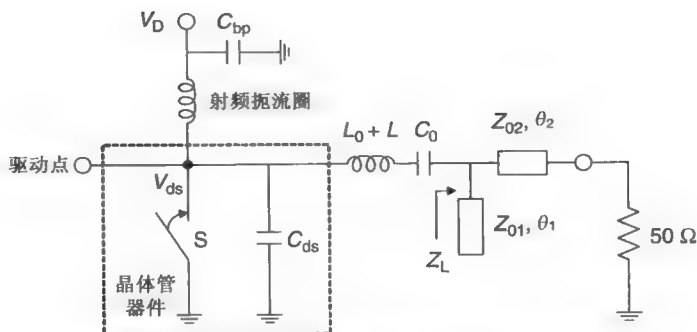 V_D
C_bp
射频扼流圈
L_0 + L
C_0
Z_02, θ_2
驱动点
V_ds
S
C_ds
Z_L
Z_01, θ_1
50 Ω
晶体管
器件